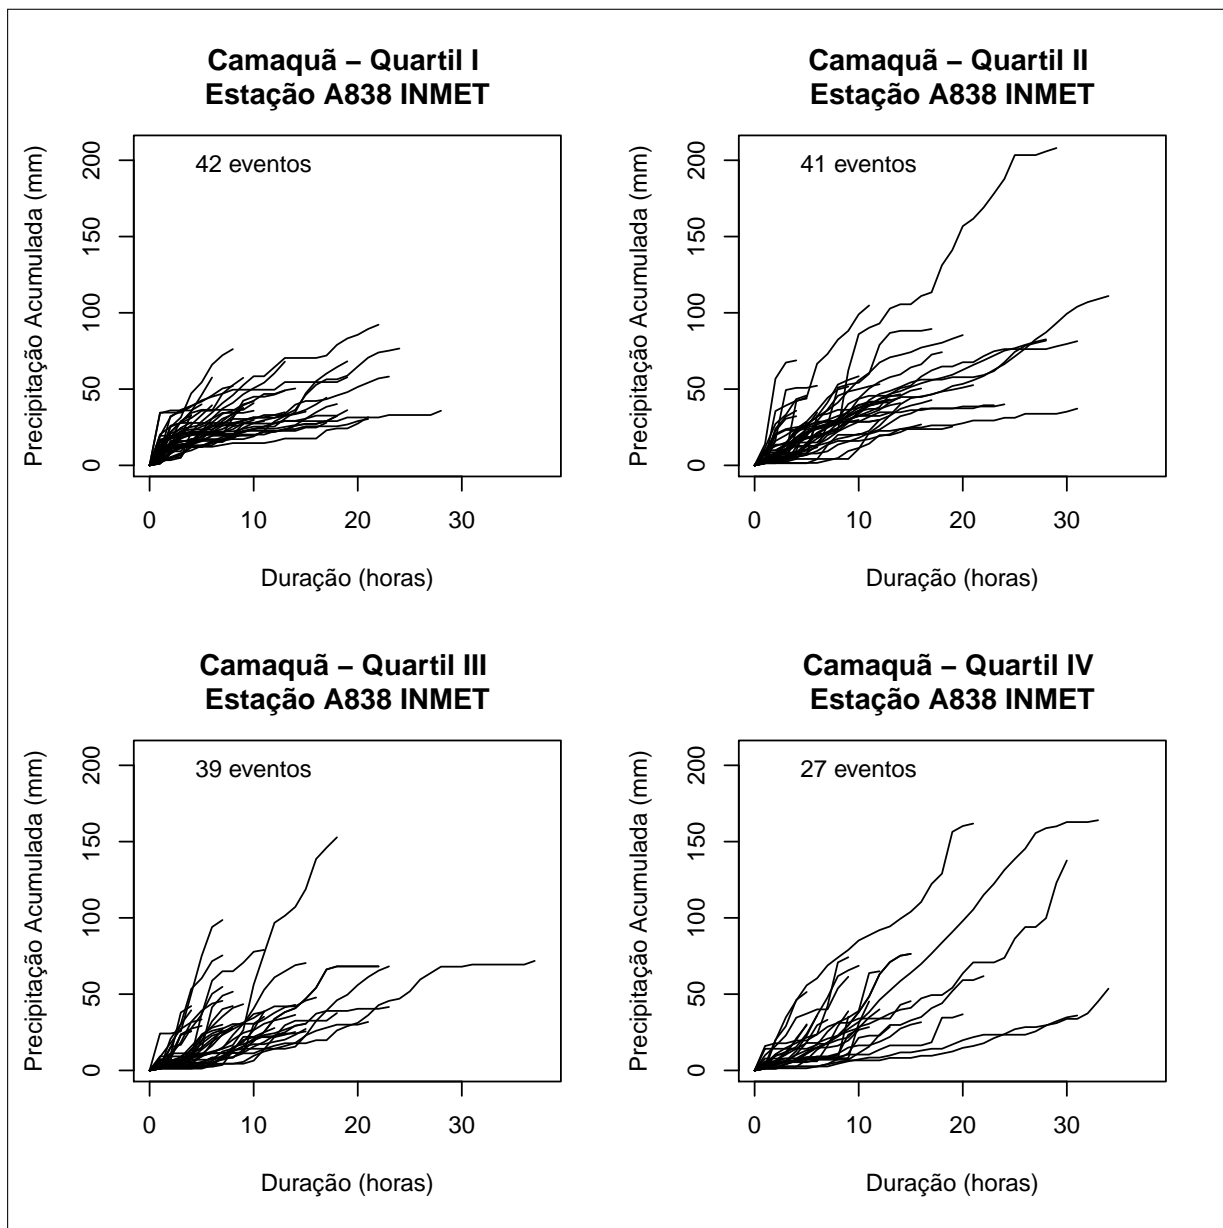 Camaquã – Quartil I
Estação A838 INMET
42 eventos
Precipitação Acumulada (mm)
0 50 100 150 200
0 10 20 30
Duração (horas)
Camaquã – Quartil II
Estação A838 INMET
41 eventos
Precipitação Acumulada (mm)
0 50 100 150 200
0 10 20 30
Duração (horas)
Camaquã – Quartil III
Estação A838 INMET
39 eventos
Precipitação Acumulada (mm)
0 50 100 150 200
0 10 20 30
Duração (horas)
Camaquã – Quartil IV
Estação A838 INMET
27 eventos
Precipitação Acumulada (mm)
0 50 100 150 200
0 10 20 30
Duração (horas)